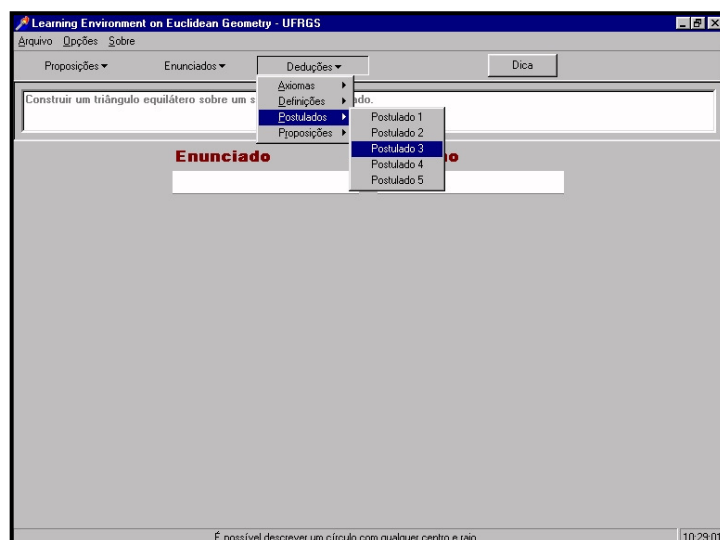 Learning Environment on Euclidean Geometry - UFRGS
Arquivo Opções Sobre
Proposições Enunciados Deduções Dica
Construir um triângulo equilátero sobre um s do.
Axiomas
Definições
Postulados
Proposições
Postulado 1
Postulado 2
Postulado 3
Postulado 4
Postulado 5
Enunciado
É possível descrever um círculo com qualquer centro e raio. 10:29:01